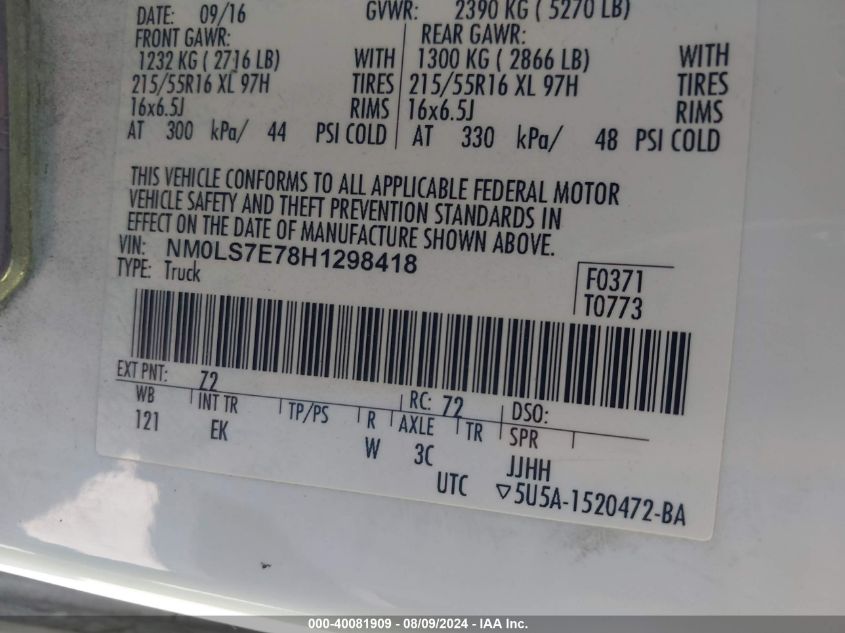 DATE: 09/16 GVWR: 2390 KG ( 5270 LB)
FRONT GAWR: REAR GAWR:
1232 KG ( 2716 LB) WITH 1300 KG ( 2866 LB) WITH
215/55R16 XL 97H TIRES 215/55R16 XL 97H TIRES
16x6.5J RIMS 16x6.5J RIMS
AT 300 kPa/ 44 PSI COLD AT 330 kPa/ 48 PSI COLD
THIS VEHICLE CONFORMS TO ALL APPLICABLE FEDERAL MOTOR
VEHICLE SAFETY AND THEFT PREVENTION STANDARDS IN
EFFECT ON THE DATE OF MANUFACTURE SHOWN ABOVE.
VIN: NM0LS7E78H1298418
TYPE: Truck
F0371
T0773
EXT PNT: Z2 RC: 72 DSO:
WB INT TR TP/PS R AXLE TR SPR
121 EK W 3C JJHH
UTC ▽5U5A-1520472-BA
000-40081909 - 08/09/2024 - IAA Inc.